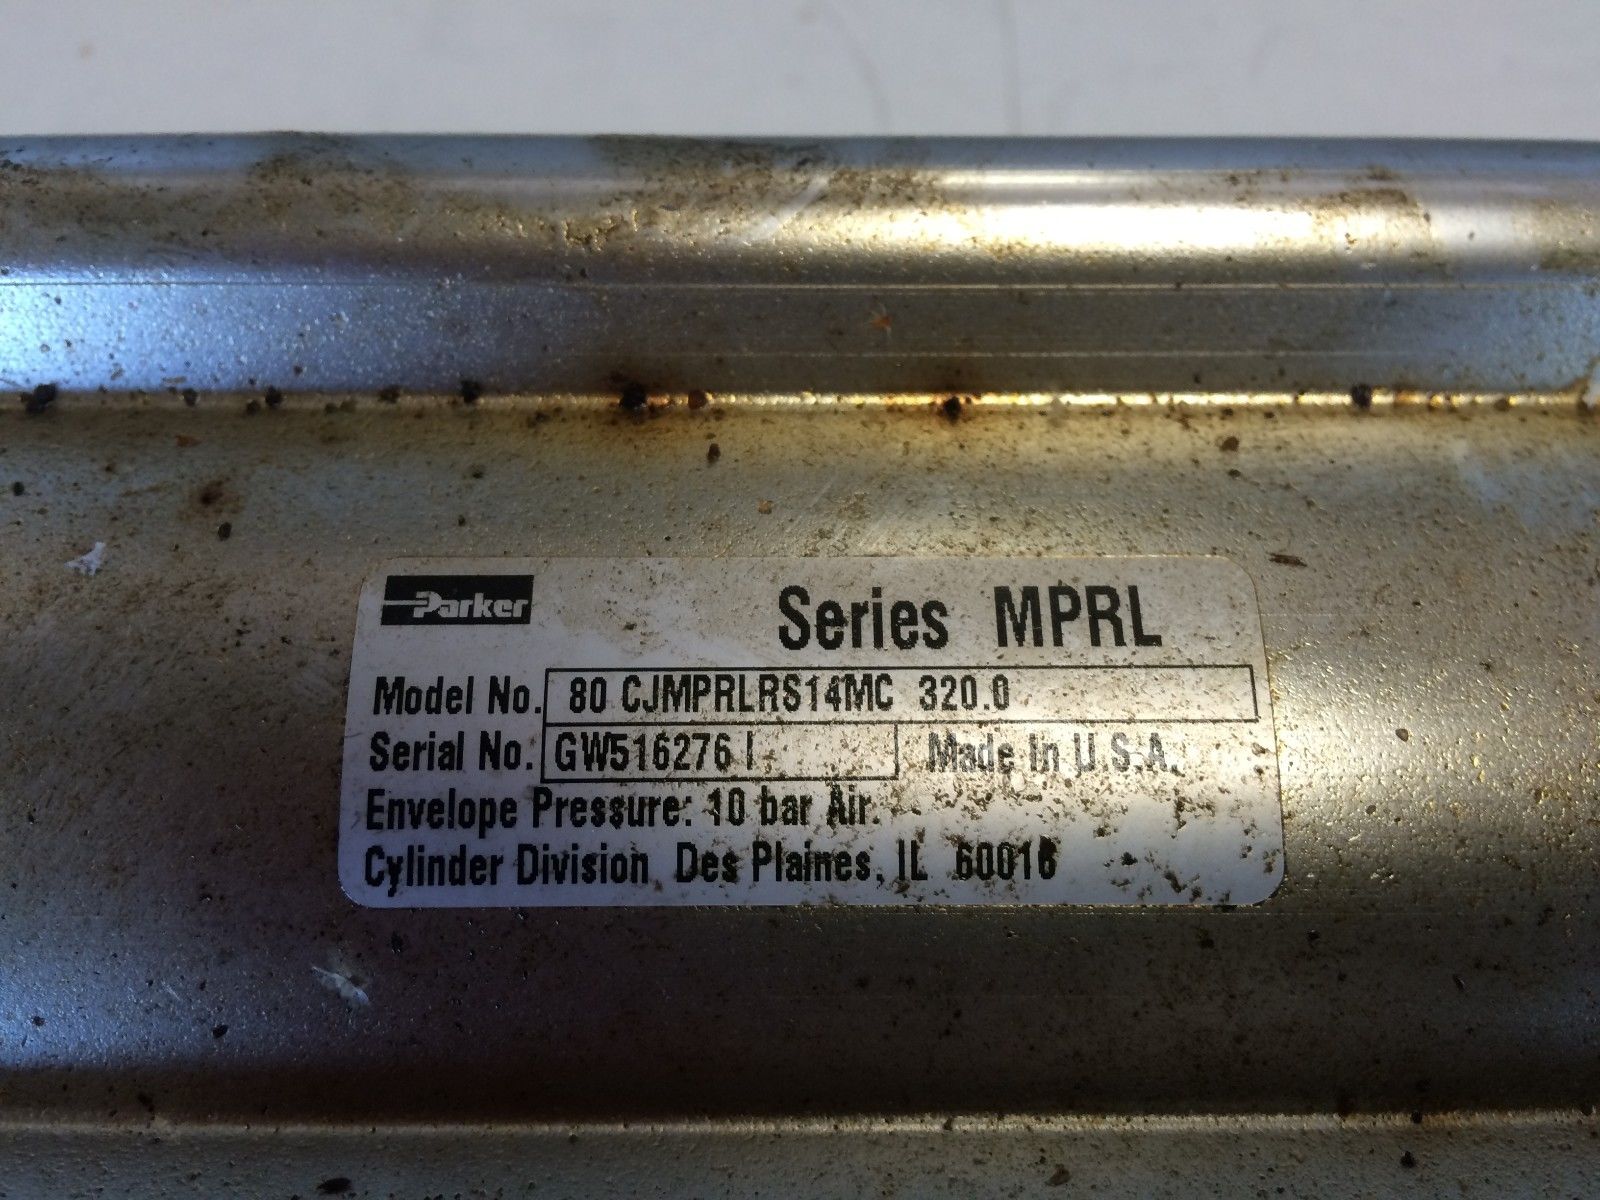 Parker
Series MPRL
Model No. 80 CJMPRLRS14MC 320.0
Serial No. GW516276 I Made In U.S.A.
Envelope Pressure: 10 bar Air.
Cylinder Division Des Plaines, IL 60016